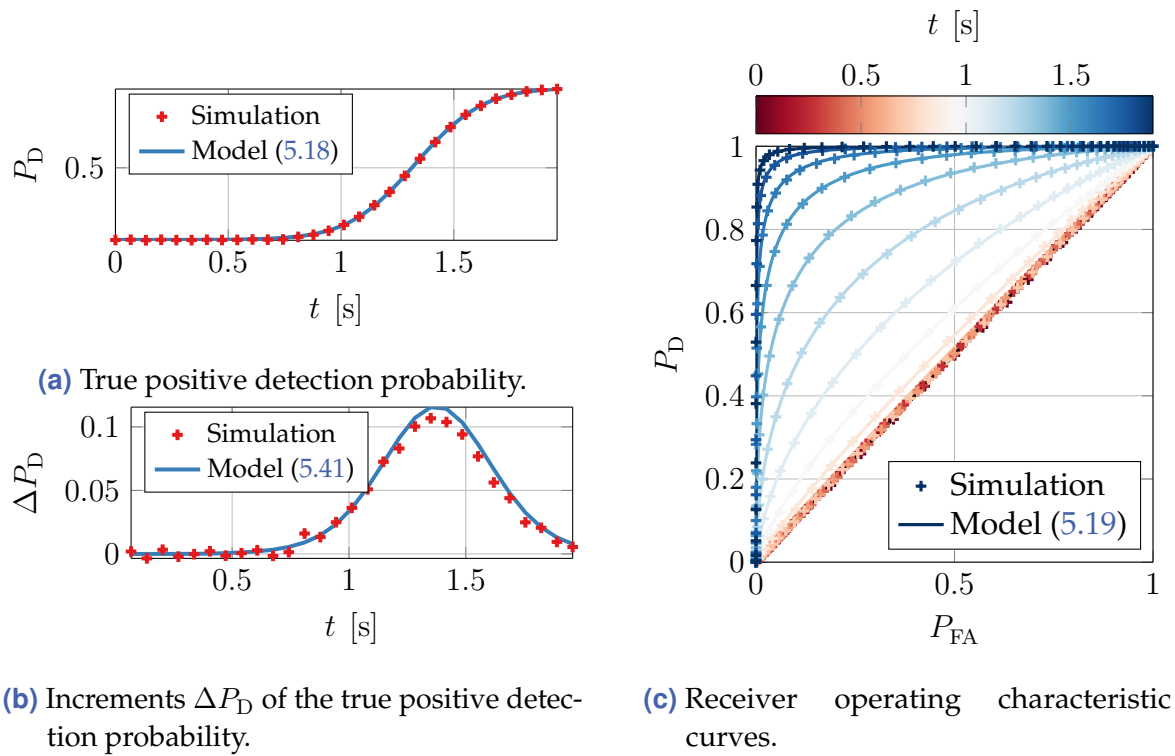 Simulation
Model (5.18)
P_D
0.5
0 0.5 1 1.5
t [s]
(a) True positive detection probability.
Simulation
Model (5.41)
ΔP_D
0.1
0.05
0
0.5 1 1.5
t [s]
(b) Increments ΔP_D of the true positive detec-
tion probability.
t [s]
0 0.5 1 1.5
P_D
1
0.8
0.6
0.4
0.2
0
Simulation
Model (5.19)
0 0.5 1
P_FA
(c) Receiver operating characteristic
curves.